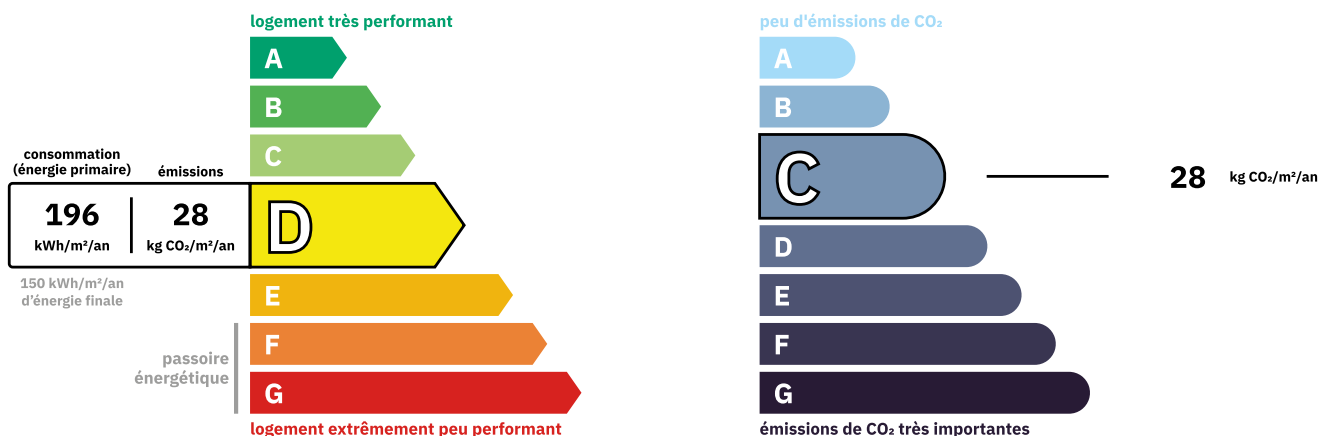 logement très performant
A
B
C
consommation
(énergie primaire)
émissions
196
kWh/m²/an
28
kg CO₂/m²/an
D
150 kWh/m²/an
d'énergie finale
E
F
passoire
énergétique
G
logement extrêmement peu performant
peu d'émissions de CO₂
A
B
C
28 kg CO₂/m²/an
D
E
F
G
émissions de CO₂ très importantes